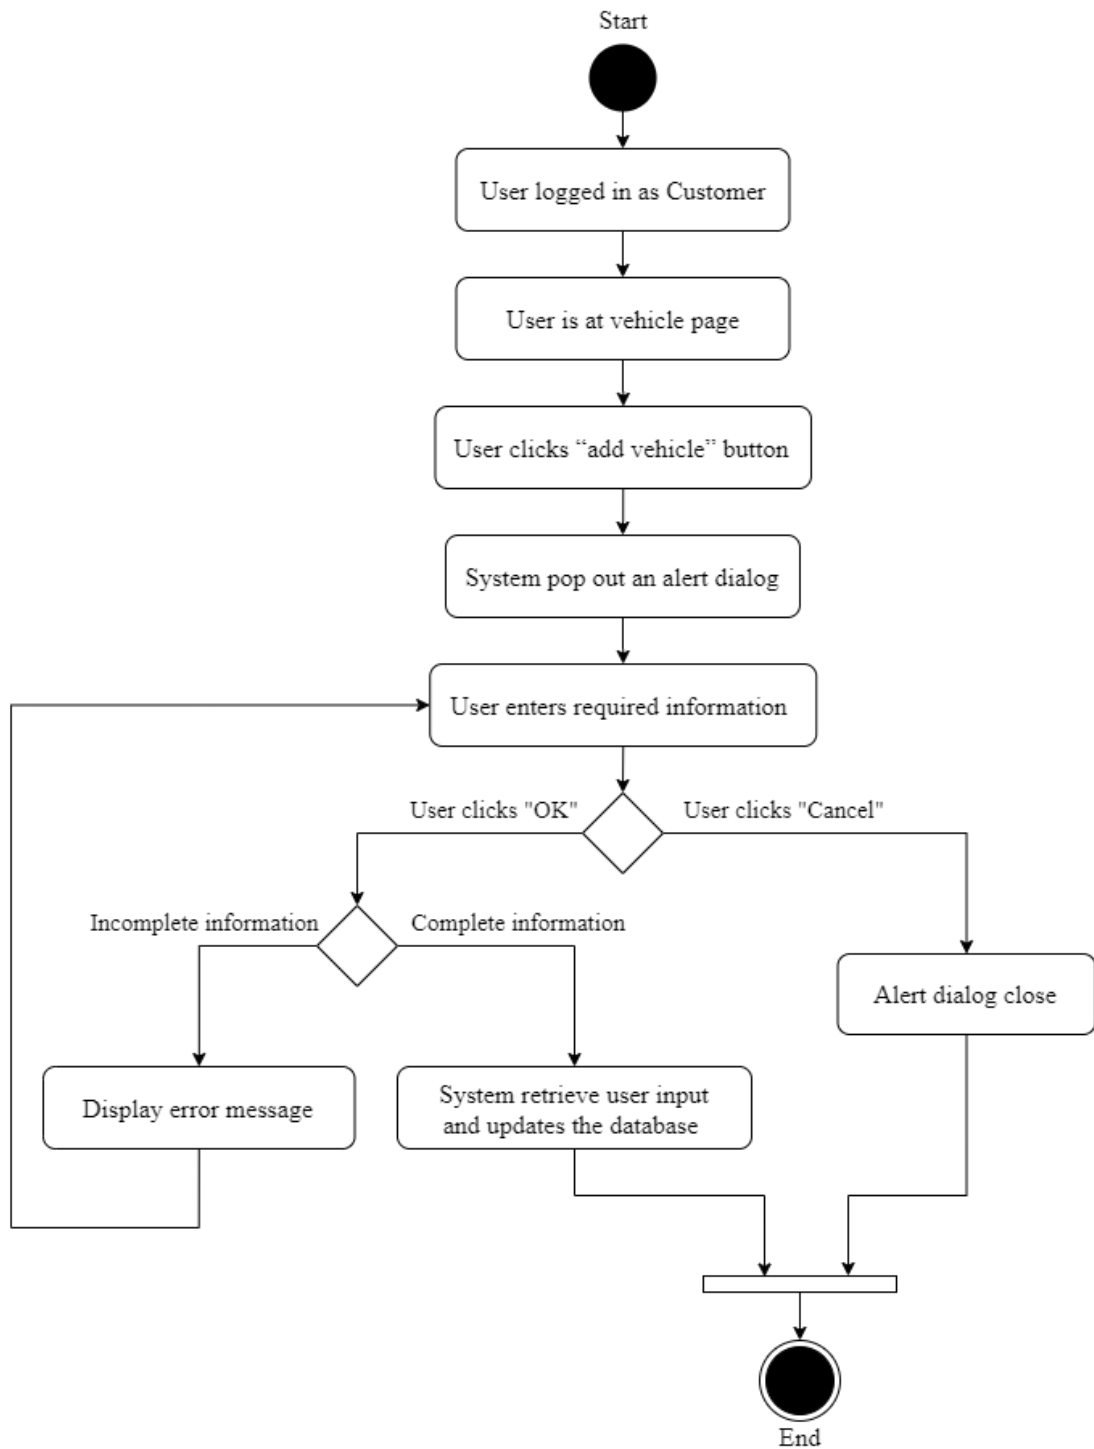 Start
User logged in as Customer
User is at vehicle page
User clicks “add vehicle” button
System pop out an alert dialog
User enters required information
User clicks "OK"
User clicks "Cancel"
Incomplete information
Complete information
Alert dialog close
Display error message
System retrieve user input
and updates the database
End